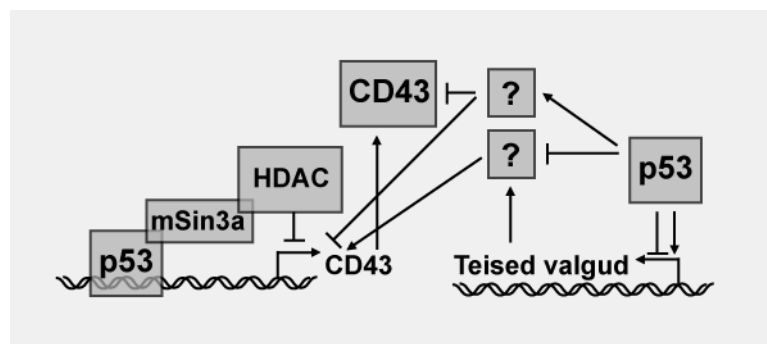 CD43
?
?
p53
HDAC
mSin3a
p53
CD43
Teised valgud